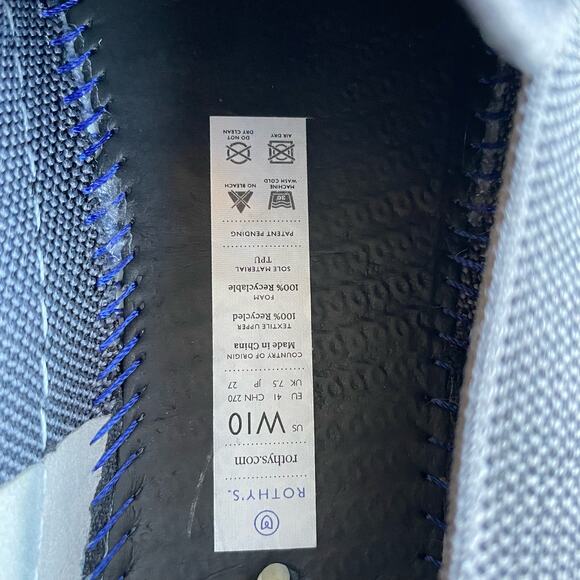 ROTHY'S.
rothys.com
US W10
EU 41 CHN 270
UK 7.5 JP 27
COUNTRY OF ORIGIN
Made in China
TEXTILE UPPER
100% Recycled
FOAM
100% Recyclable
SOLE MATERIAL
TPU
PATENT PENDING
30
MACHINE WASH COLD
NO BLEACH
AIR DRY
DO NOT DRY CLEAN